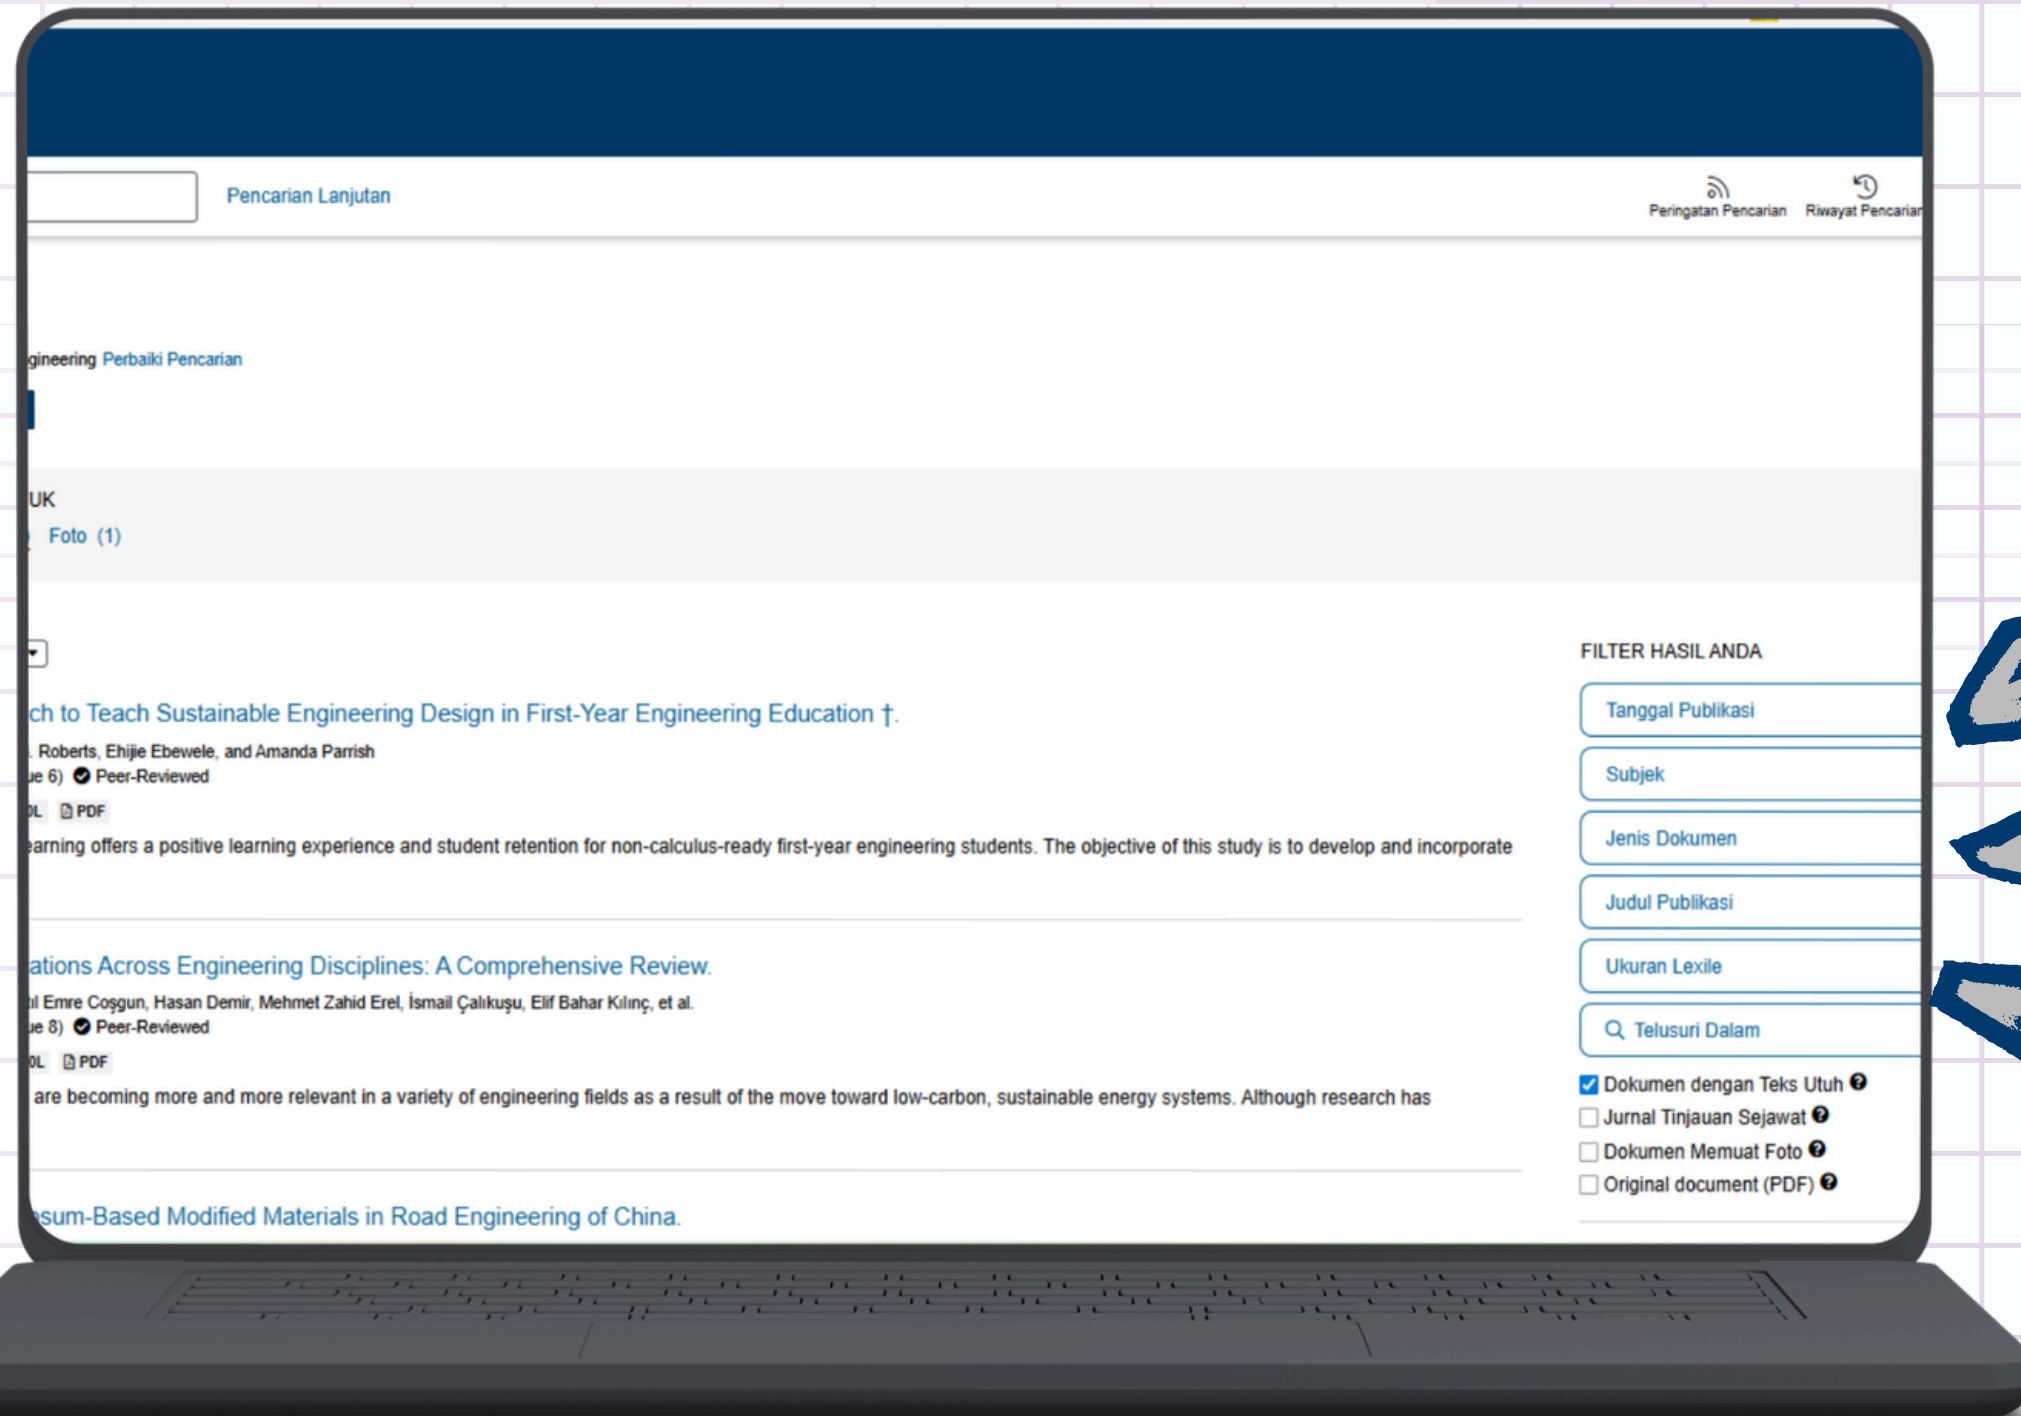 Pencarian Lanjutan
Peringatan Pencarian Riwayat Pencarian
gineering Perbaiki Pencarian
UK
Foto (1)
FILTER HASIL ANDA
ch to Teach Sustainable Engineering Design in First-Year Engineering Education †.
. Roberts, Ehijie Ebewele, and Amanda Parrish
ue 6) Peer-Reviewed
OL PDF
earning offers a positive learning experience and student retention for non-calculus-ready first-year engineering students. The objective of this study is to develop and incorporate
ations Across Engineering Disciplines: A Comprehensive Review.
ıl Emre Coşgun, Hasan Demir, Mehmet Zahid Erel, İsmail Çalıkuşu, Elif Bahar Kılınç, et al.
ue 8) Peer-Reviewed
OL PDF
are becoming more and more relevant in a variety of engineering fields as a result of the move toward low-carbon, sustainable energy systems. Although research has
sum-Based Modified Materials in Road Engineering of China.
Tanggal Publikasi
Subjek
Jenis Dokumen
Judul Publikasi
Ukuran Lexile
Telusuri Dalam
Dokumen dengan Teks Utuh
Jurnal Tinjauan Sejawat
Dokumen Memuat Foto
Original document (PDF)